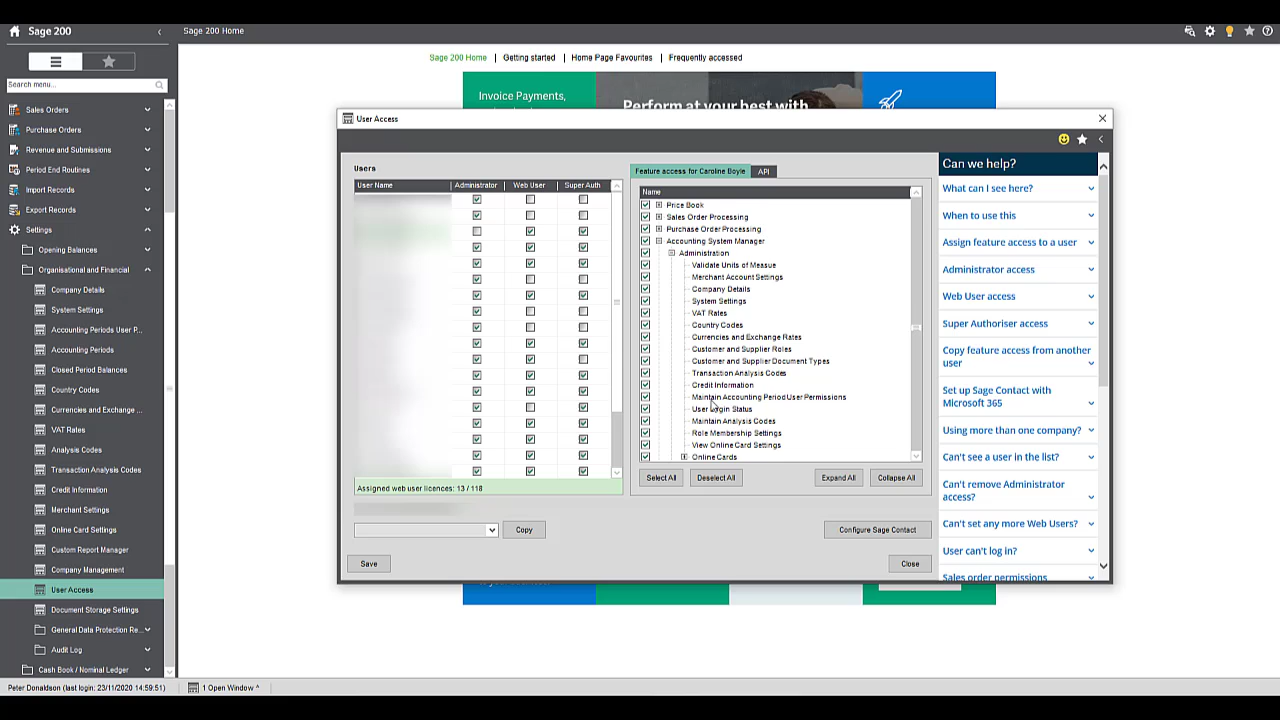 Sage 200
Sage 200 Home
Search menu...
Sales Orders
Purchase Orders
Revenue and Submissions
Period End Routines
Import Records
Export Records
Settings
Opening Balances
Organisational and Financial
Company Details
System Settings
Accounting Periods User P...
Accounting Periods
Closed Period Balances
Country Codes
Currencies and Exchange ...
VAT Rates
Analysis Codes
Transaction Analysis Codes
Credit Information
Merchant Settings
Online Card Settings
Custom Report Manager
Company Management
User Access
Document Storage Settings
General Data Protection Re...
Audit Log
Cash Book / Nominal Ledger
Sage 200 Home | Getting started | Home Page Favourites | Frequently accessed
Invoice Payments,
Perform at your best with
User Access
Users
User Name Administrator Web User Super Auth
Assigned web user licences: 13 / 118
Copy
Save
Feature access for Caroline Boyle API
Name
Price Book
Sales Order Processing
Purchase Order Processing
Accounting System Manager
Administration
Validate Units of Measure
Merchant Account Settings
Company Details
System Settings
VAT Rates
Country Codes
Currencies and Exchange Rates
Customer and Supplier Roles
Customer and Supplier Document Types
Transaction Analysis Codes
Credit Information
Maintain Accounting Period User Permissions
User Login Status
Maintain Analysis Codes
Role Membership Settings
View Online Card Settings
Online Cards
Select All Deselect All Expand All Collapse All
Configure Sage Contact
Close
Can we help?
What can I see here?
When to use this
Assign feature access to a user
Administrator access
Web User access
Super Authoriser access
Copy feature access from another
user
Set up Sage Contact with
Microsoft 365
Using more than one company?
Can't see a user in the list?
Can't remove Administrator
access?
Can't set any more Web Users?
User can't log in?
Sales order permissions
Peter Donaldson (last login: 23/11/2020 14:59:51)
1 Open Window ^